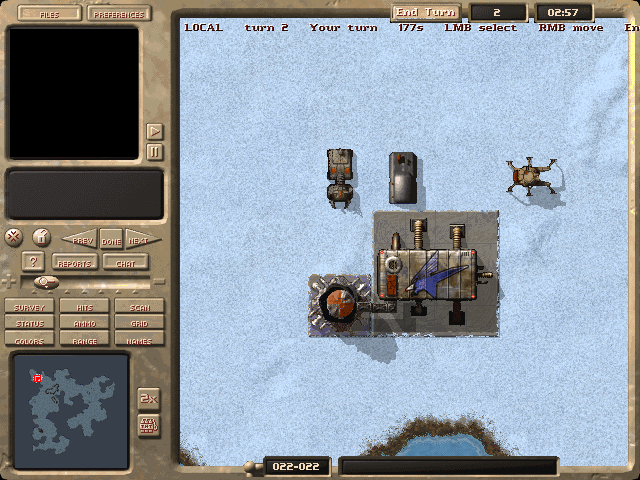 FILES PREFERENCES End Turn 2 02:57
LOCAL turn 2 Your turn 177s LMB select RMB move En
PREV DONE NEXT
? REPORTS CHAT
SURVEY HITS SCAN
STATUS AMMO GRID
COLORS RANGE NAMES
2x
022-022